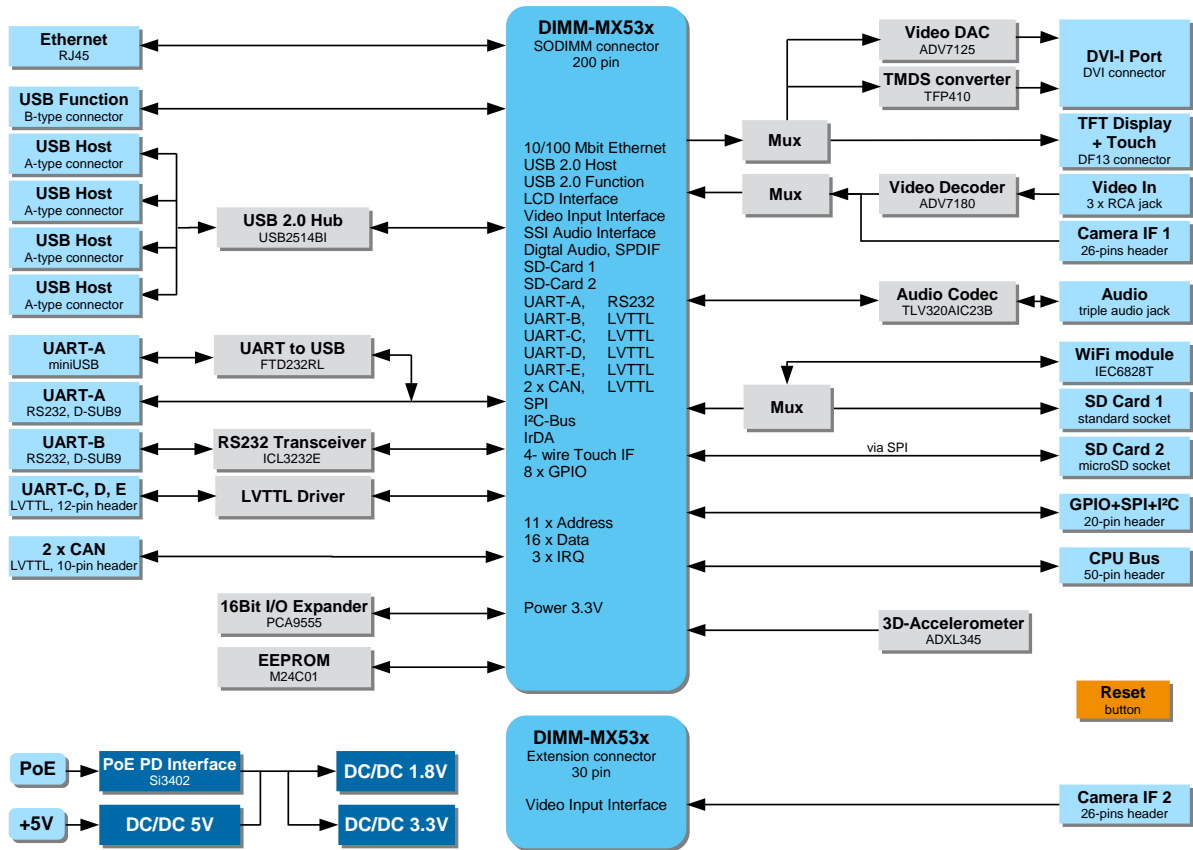 Ethernet
RJ45
USB Function
B-type connector
USB Host
A-type connector
USB Host
A-type connector
USB Host
A-type connector
USB Host
A-type connector
USB 2.0 Hub
USB2514BI
UART-A
miniUSB
UART to USB
FTD232RL
UART-A
RS232, D-SUB9
UART-B
RS232, D-SUB9
RS232 Transceiver
ICL3232E
UART-C, D, E
LVTTL, 12-pin header
LVTTL Driver
2 x CAN
LVTTL, 10-pin header
16Bit I/O Expander
PCA9555
EEPROM
M24C01
DIMM-MX53x
SODIMM connector
200 pin
10/100 Mbit Ethernet
USB 2.0 Host
USB 2.0 Function
LCD Interface
Video Input Interface
SSI Audio Interface
Digtal Audio, SPDIF
SD-Card 1
SD-Card 2
UART-A, RS232
UART-B, LVTTL
UART-C, LVTTL
UART-D, LVTTL
UART-E, LVTTL
2 x CAN, LVTTL
SPI
I²C-Bus
IrDA
4- wire Touch IF
8 x GPIO
11 x Address
16 x Data
3 x IRQ
Power 3.3V
Mux
Video DAC
ADV7125
TMDS converter
TFP410
DVI-I Port
DVI connector
TFT Display
+ Touch
DF13 connector
Mux
Video Decoder
ADV7180
Video In
3 x RCA jack
Camera IF 1
26-pins header
Audio Codec
TLV320AIC23B
Audio
triple audio jack
WiFi module
IEC6828T
Mux
SD Card 1
standard socket
via SPI
SD Card 2
microSD socket
GPIO+SPI+I²C
20-pin header
CPU Bus
50-pin header
3D-Accelerometer
ADXL345
Reset
button
PoE
PoE PD Interface
Si3402
DC/DC 1.8V
+5V
DC/DC 5V
DC/DC 3.3V
DIMM-MX53x
Extension connector
30 pin
Video Input Interface
Camera IF 2
26-pins header